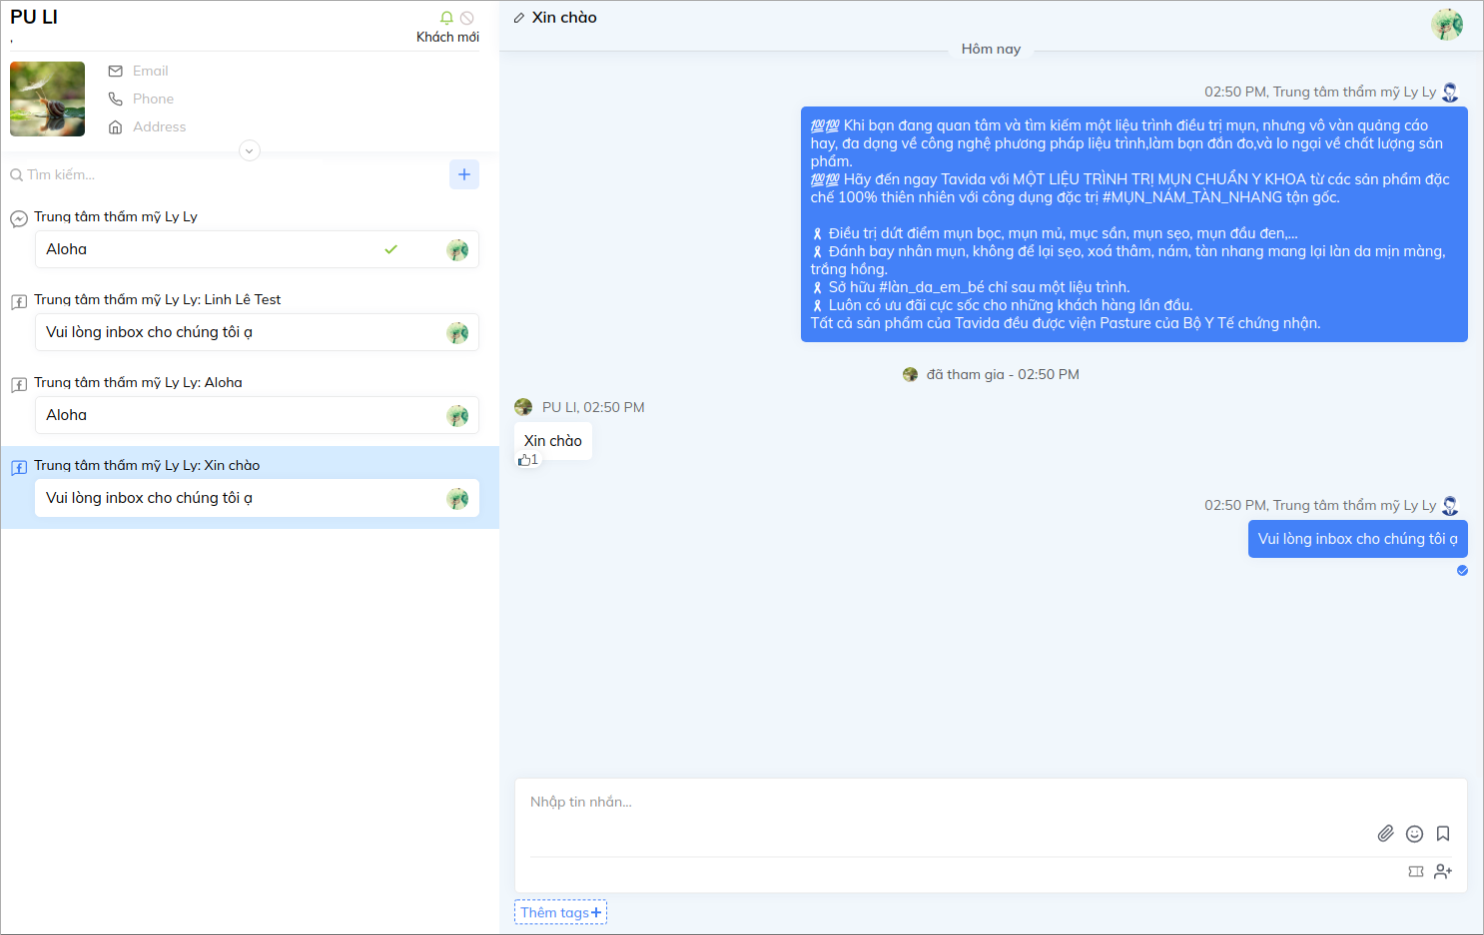 PU LI
,
Khách mới
Email
Phone
Address
Tìm kiếm...
Trung tâm thẩm mỹ Ly Ly
Aloha
Trung tâm thẩm mỹ Ly Ly: Linh Lê Test
Vui lòng inbox cho chúng tôi ạ
Trung tâm thẩm mỹ Ly Ly: Aloha
Aloha
Trung tâm thẩm mỹ Ly Ly: Xin chào
Vui lòng inbox cho chúng tôi ạ
Xin chào
Hôm nay
02:50 PM, Trung tâm thẩm mỹ Ly Ly
💯💯 Khi bạn đang quan tâm và tìm kiếm một liệu trình điều trị mụn, nhưng vô vàn quảng cáo
hay, đa dạng về công nghệ phương pháp liệu trình,làm bạn đắn đo,và lo ngại về chất lượng sản
phẩm.
💯💯 Hãy đến ngay Tavida với MỘT LIỆU TRÌNH TRỊ MỤN CHUẨN Y KHOA từ các sản phẩm đặc
chế 100% thiên nhiên với công dụng đặc trị #MỤN_NÁM_TÀN_NHANG tận gốc.
🎗 Điều trị dứt điểm mụn bọc, mụn mủ, mục sần, mụn sẹo, mụn đầu đen,...
🎗 Đánh bay nhân mụn, không để lại sẹo, xoá thâm, nám, tàn nhang mang lại làn da mịn màng,
trắng hồng.
🎗 Sở hữu #làn_da_em_bé chỉ sau một liệu trình.
🎗 Luôn có ưu đãi cực sốc cho những khách hàng lần đầu.
Tất cả sản phẩm của Tavida đều được viện Pasture của Bộ Y Tế chứng nhận.
đã tham gia - 02:50 PM
PU LI, 02:50 PM
Xin chào
1
02:50 PM, Trung tâm thẩm mỹ Ly Ly
Vui lòng inbox cho chúng tôi ạ
Nhập tin nhắn...
Thêm tags+